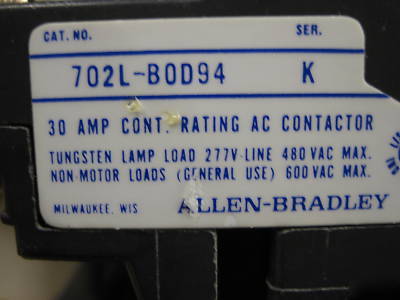 CAT. NO. SER.
702L-BOD94 K
30 AMP CONT. RATING AC CONTACTOR
TUNGSTEN LAMP LOAD 277V-LINE 480 VAC MAX.
NON-MOTOR LOADS (GENERAL USE) 600 VAC MAX.
MILWAUKEE, WIS ALLEN-BRADLEY